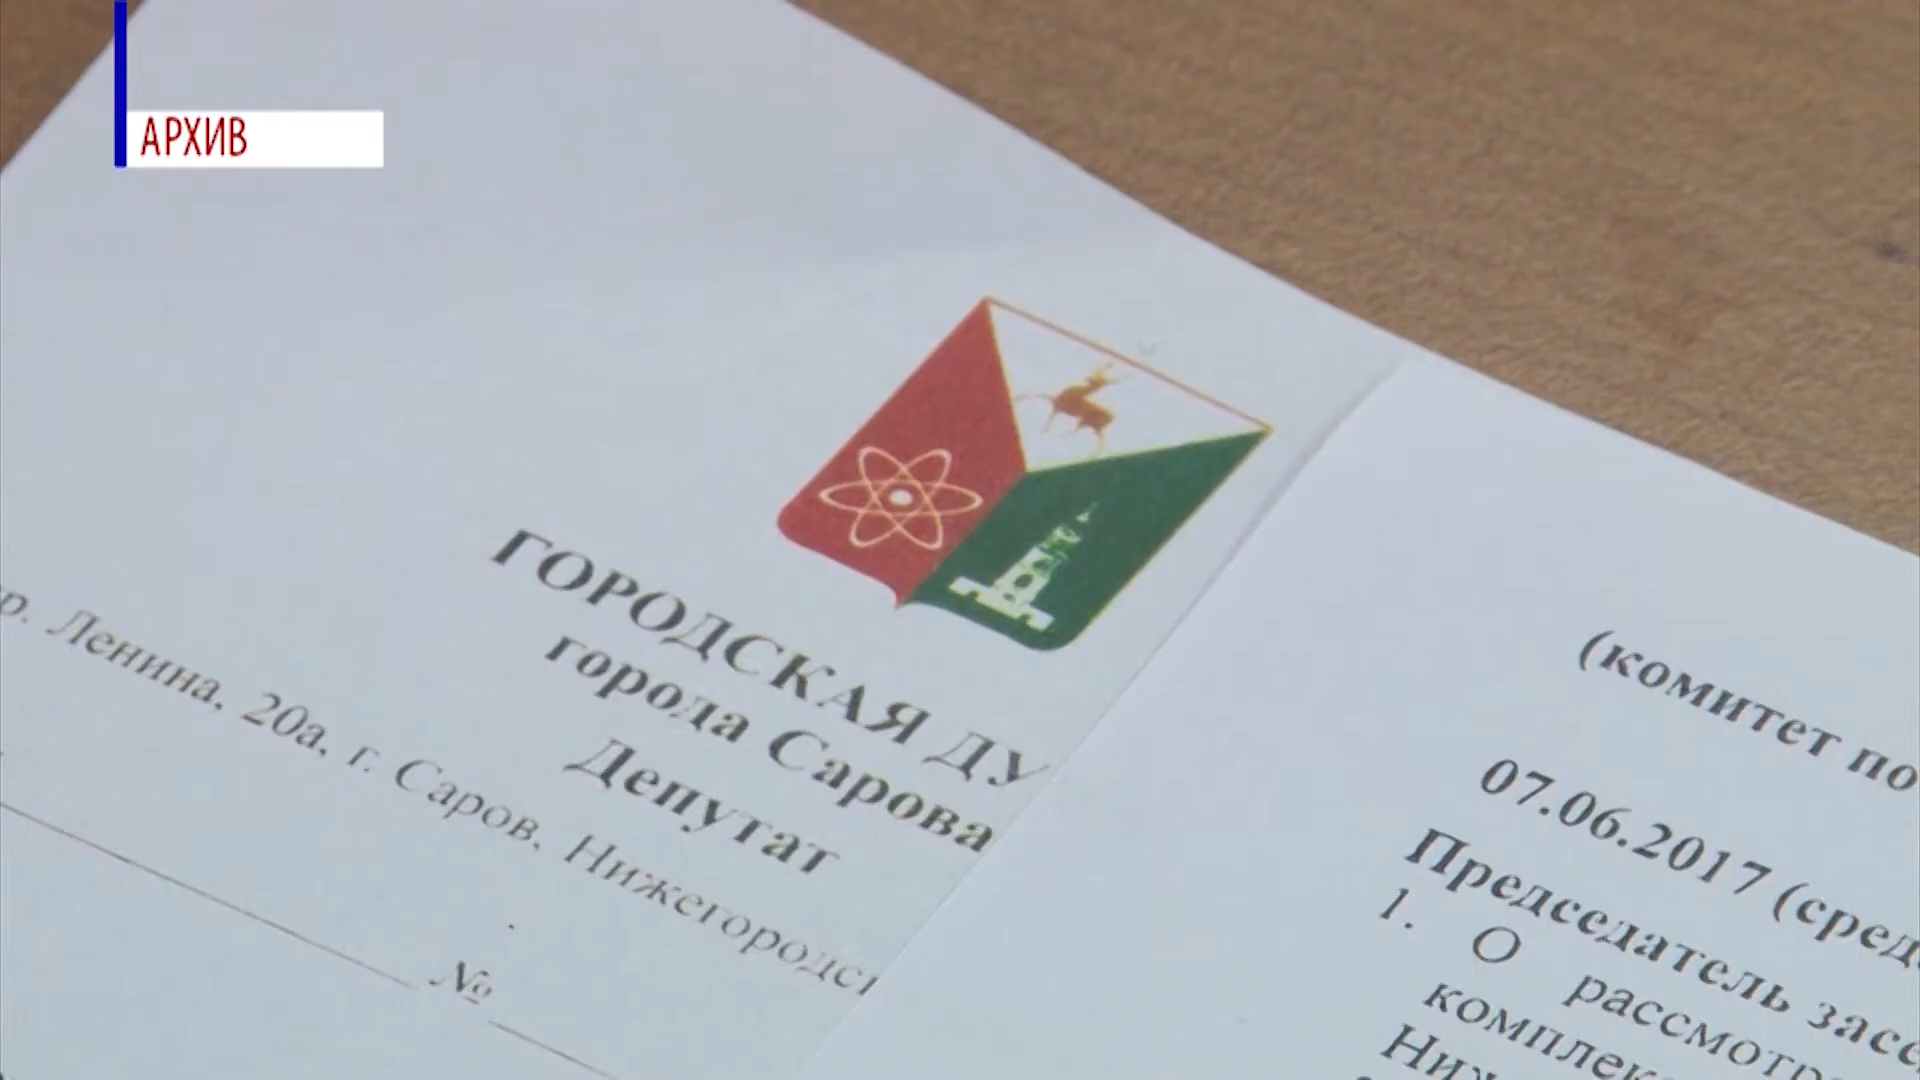 АРХИВ
ГОРОДСКАЯ ДУ
города Сарова
Депутат
р. Ленина, 20а, г. Саров, Нижегородс
№
(комитет по
07.06.2017 (сред
Председатель засе
1. О рассмотр
комплек
Ниж